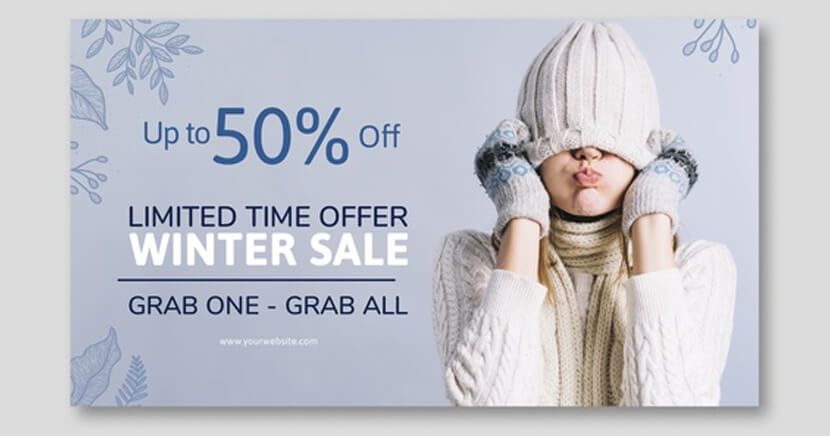 Up to 50% Off
LIMITED TIME OFFER
WINTER SALE
GRAB ONE - GRAB ALL
www.yourwebsite.com